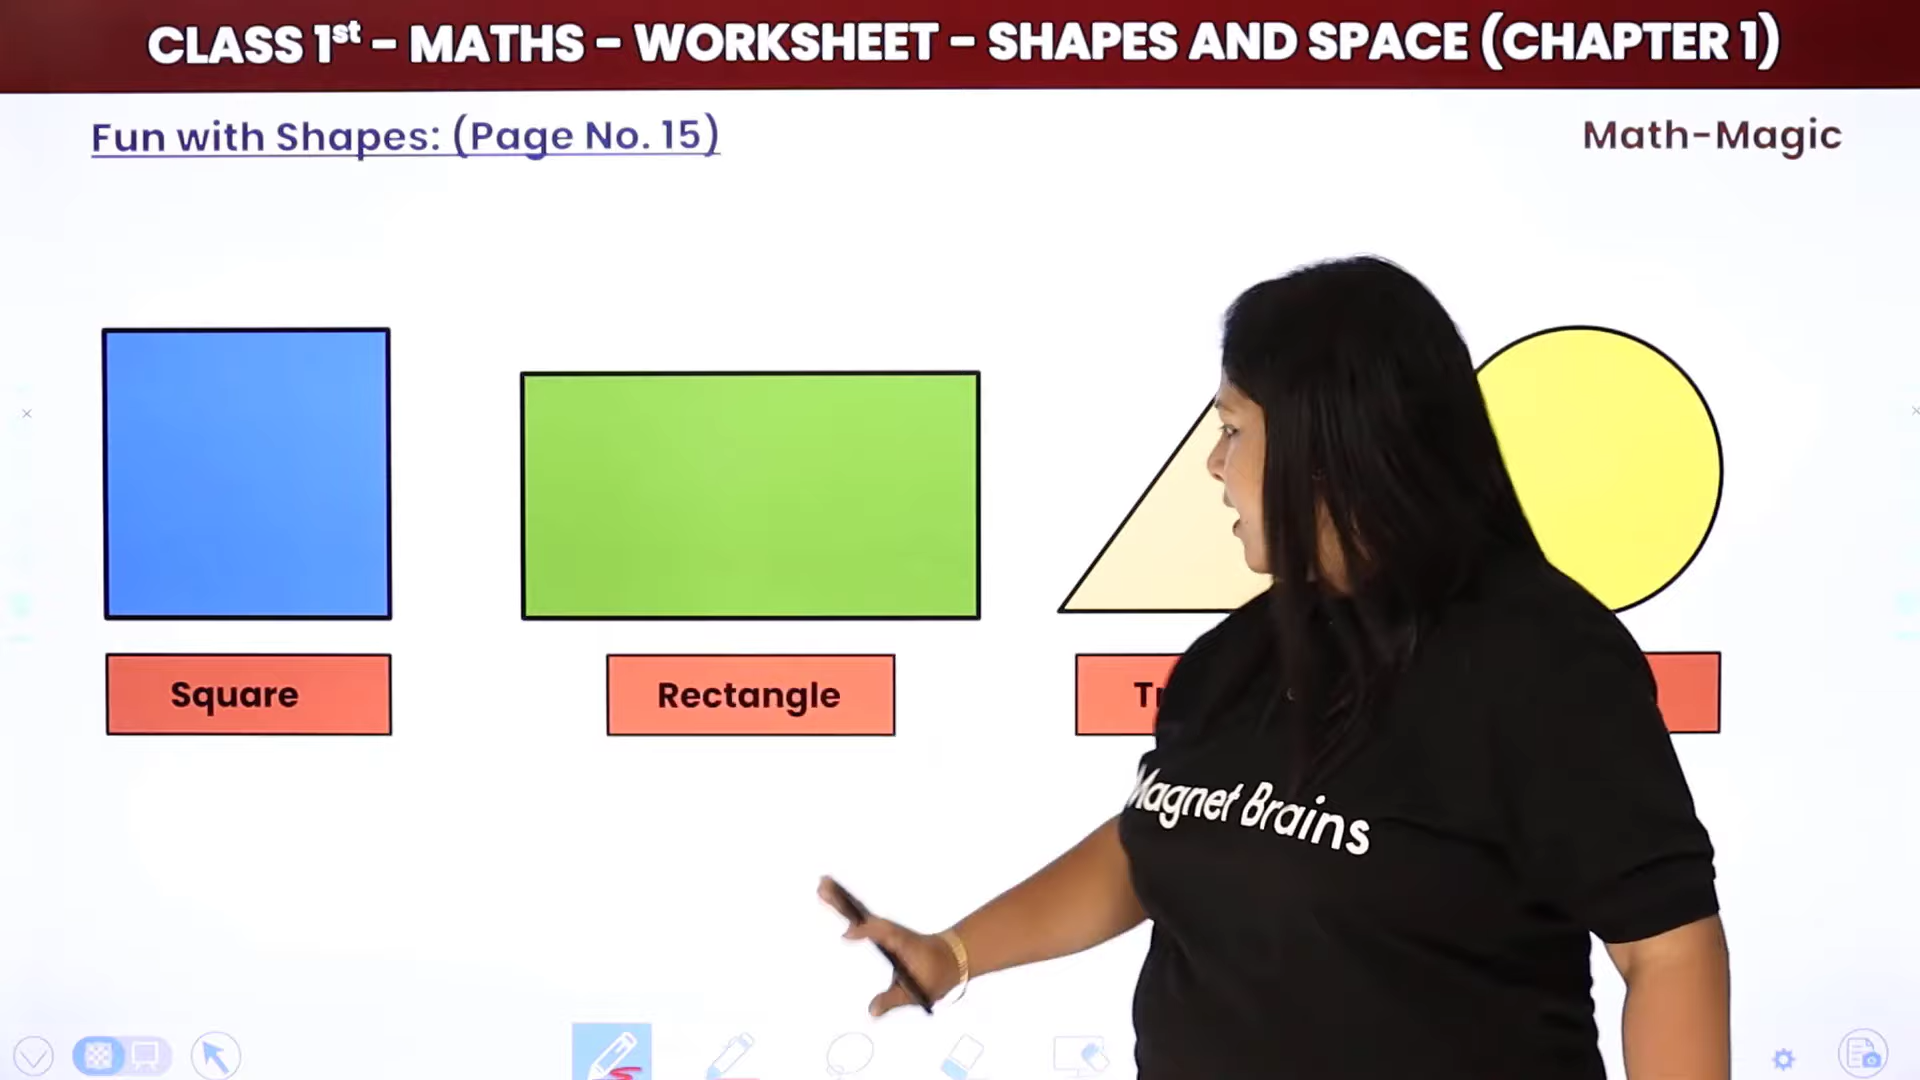 CLASS 1st - MATHS - WORKSHEET - SHAPES AND SPACE (CHAPTER 1)
Fun with Shapes: (Page No. 15)
Math-Magic
Square
Rectangle
Magnet Brains